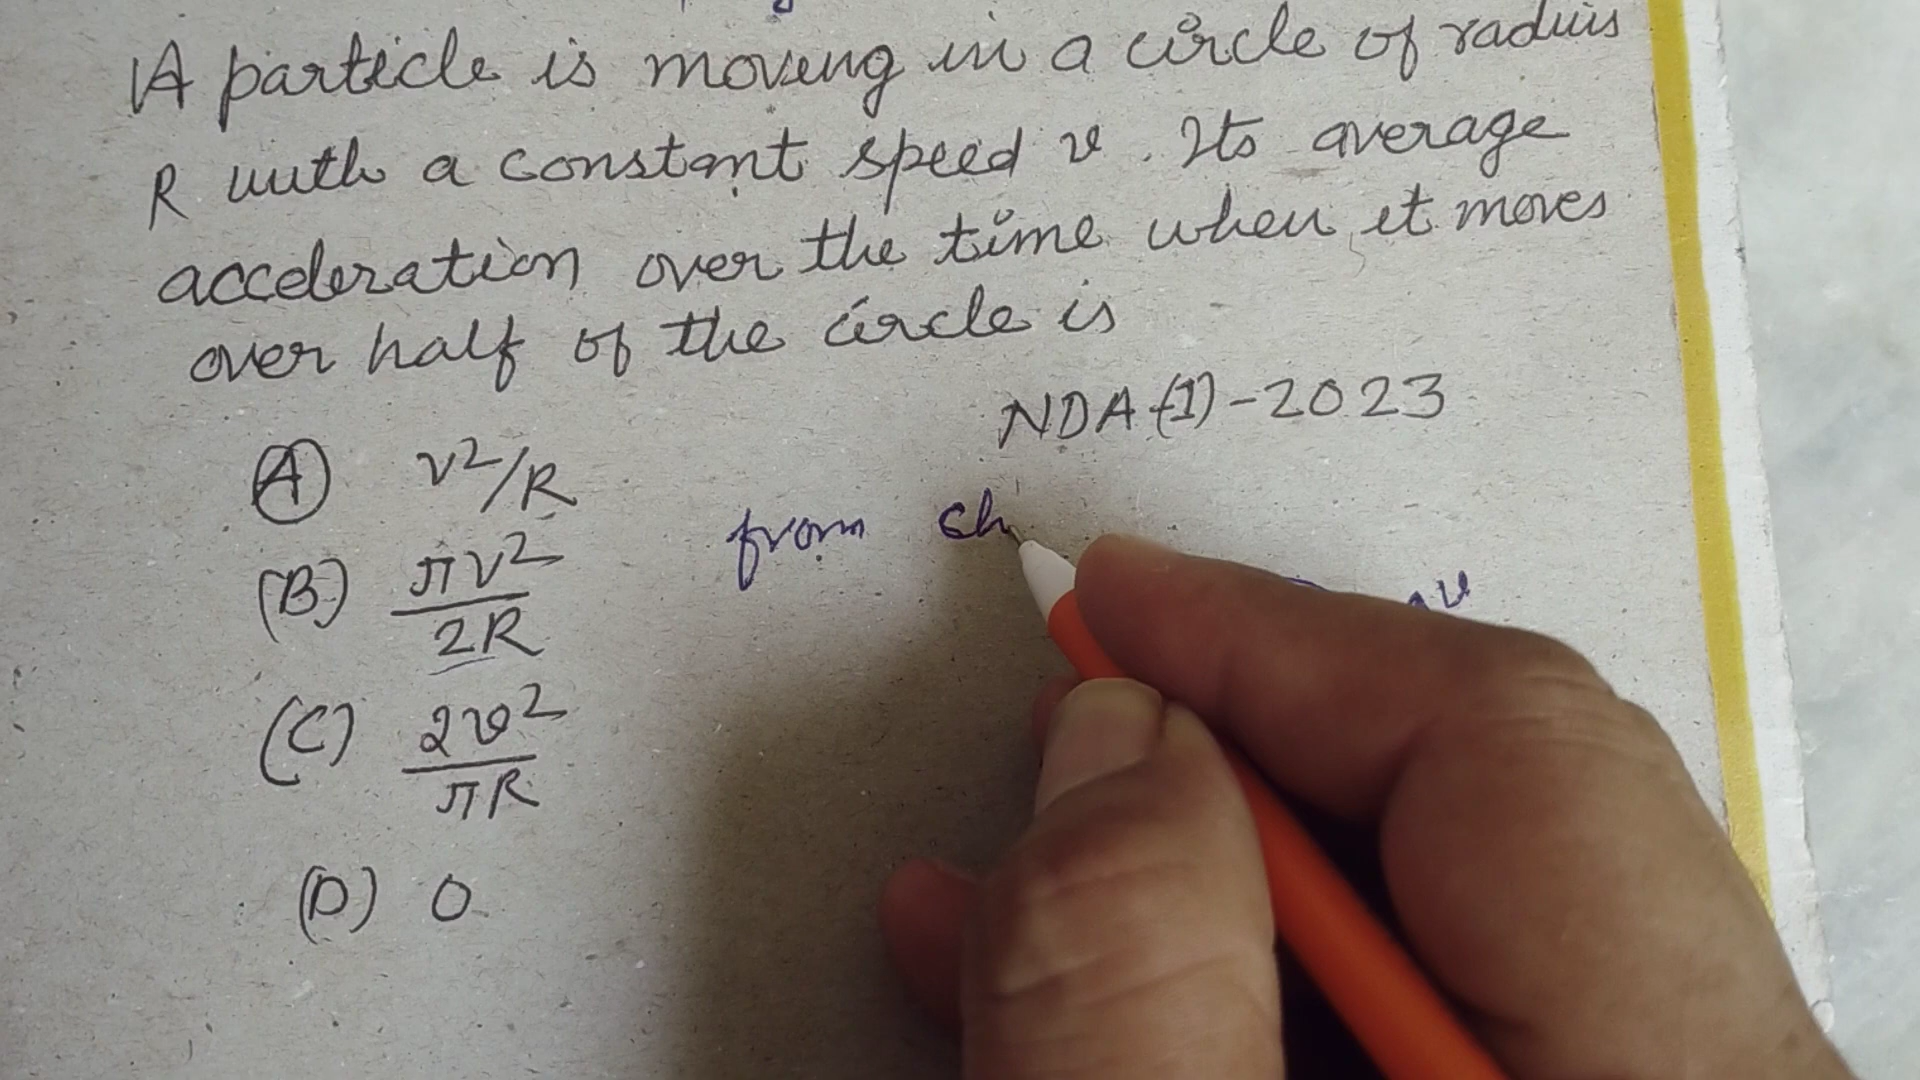 A particle is moving in a circle of radius
R with a constant speed v. Its average
acceleration over the time when it moves
over half of the circle is
NDA (1)-2023
(A) v²/R
from ch
(B) πv²/2R
(C) 2v²/πR
(D) 0